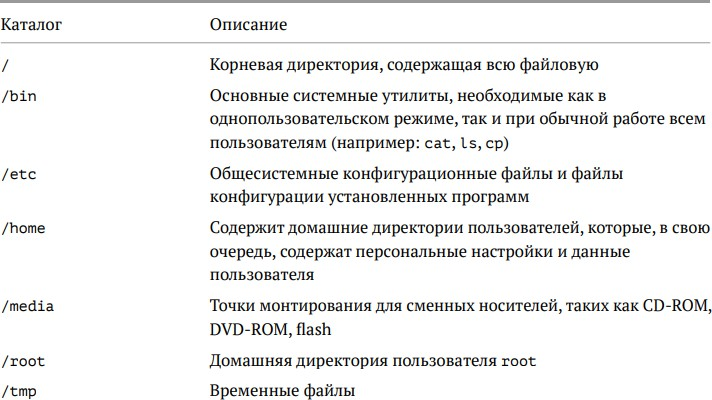 Каталог Описание
/ Корневая директория, содержащая всю файловую
/bin Основные системные утилиты, необходимые как в
однопользовательском режиме, так и при обычной работе всем
пользователям (например: cat, ls, cp)
/etc Общесистемные конфигурационные файлы и файлы
конфигурации установленных программ
/home Содержит домашние директории пользователей, которые, в свою
очередь, содержат персональные настройки и данные
пользователя
/media Точки монтирования для сменных носителей, таких как CD-ROM,
DVD-ROM, flash
/root Домашняя директория пользователя root
/tmp Временные файлы